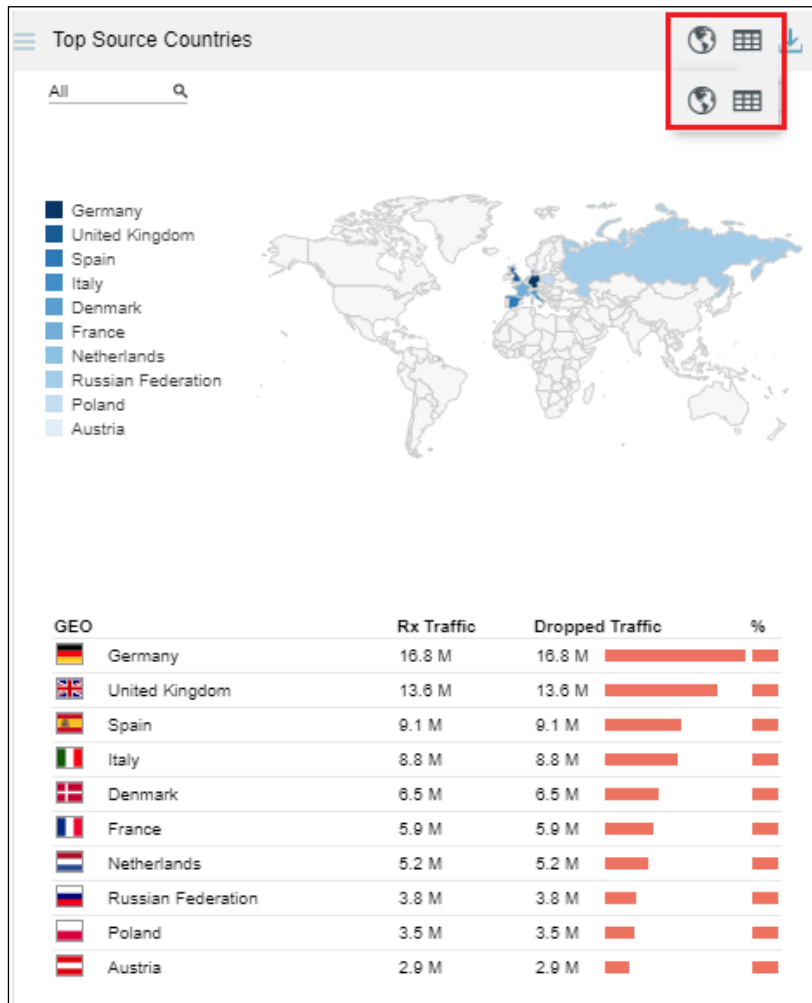 Top Source Countries
All
Germany
United Kingdom
Spain
Italy
Denmark
France
Netherlands
Russian Federation
Poland
Austria
GEO Rx Traffic Dropped Traffic %
Germany 16.8 M 16.8 M
United Kingdom 13.6 M 13.6 M
Spain 9.1 M 9.1 M
Italy 8.8 M 8.8 M
Denmark 6.5 M 6.5 M
France 5.9 M 5.9 M
Netherlands 5.2 M 5.2 M
Russian Federation 3.8 M 3.8 M
Poland 3.5 M 3.5 M
Austria 2.9 M 2.9 M